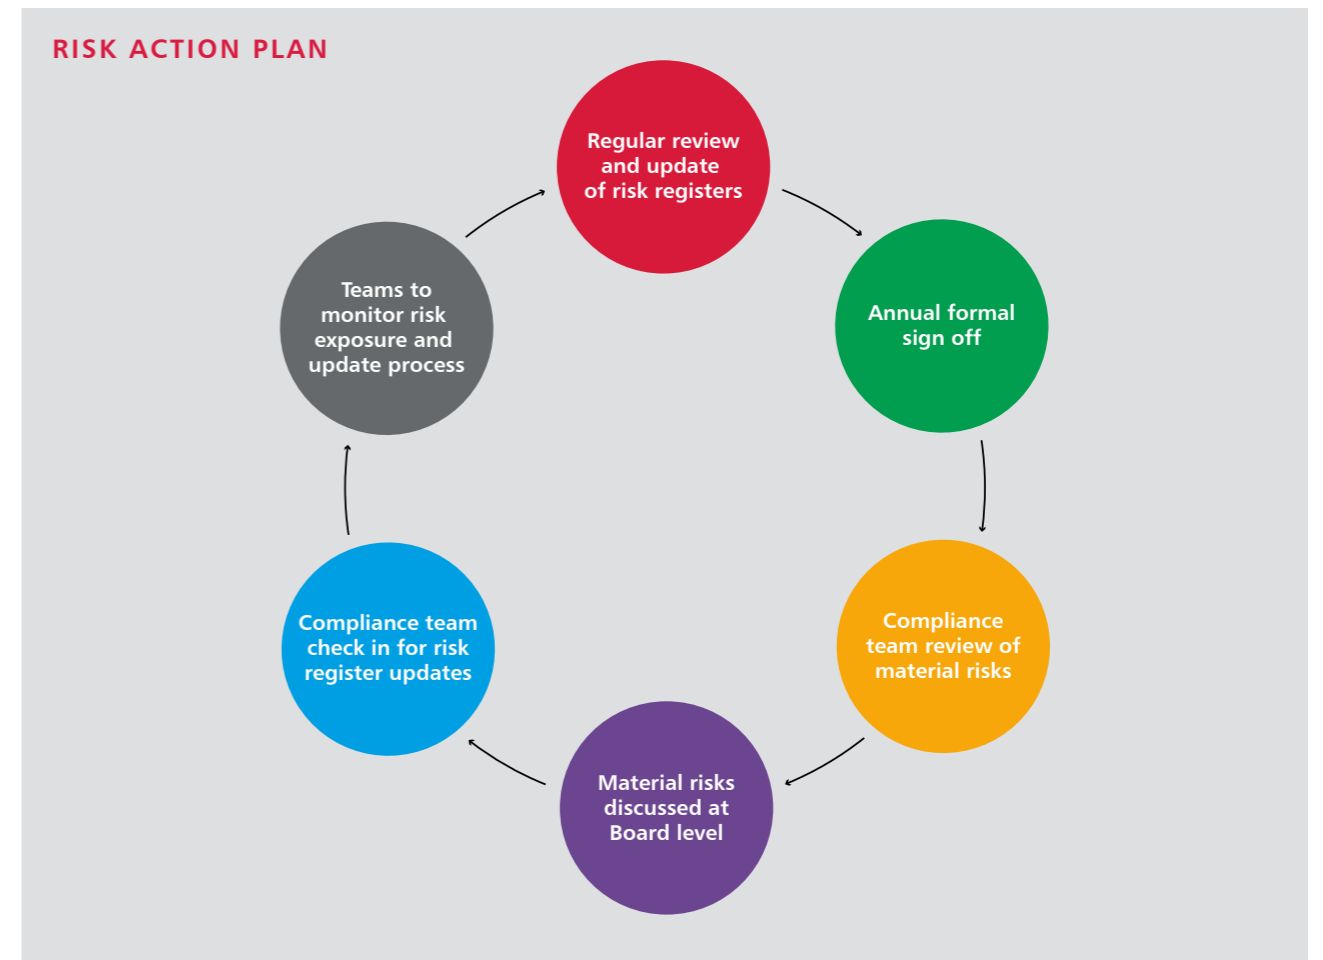 RISK ACTION PLAN
Regular review
and update
of risk registers
Annual formal
sign off
Compliance
team review of
material risks
Material risks
discussed at
Board level
Compliance team
check in for risk
register updates
Teams to
monitor risk
exposure and
update process